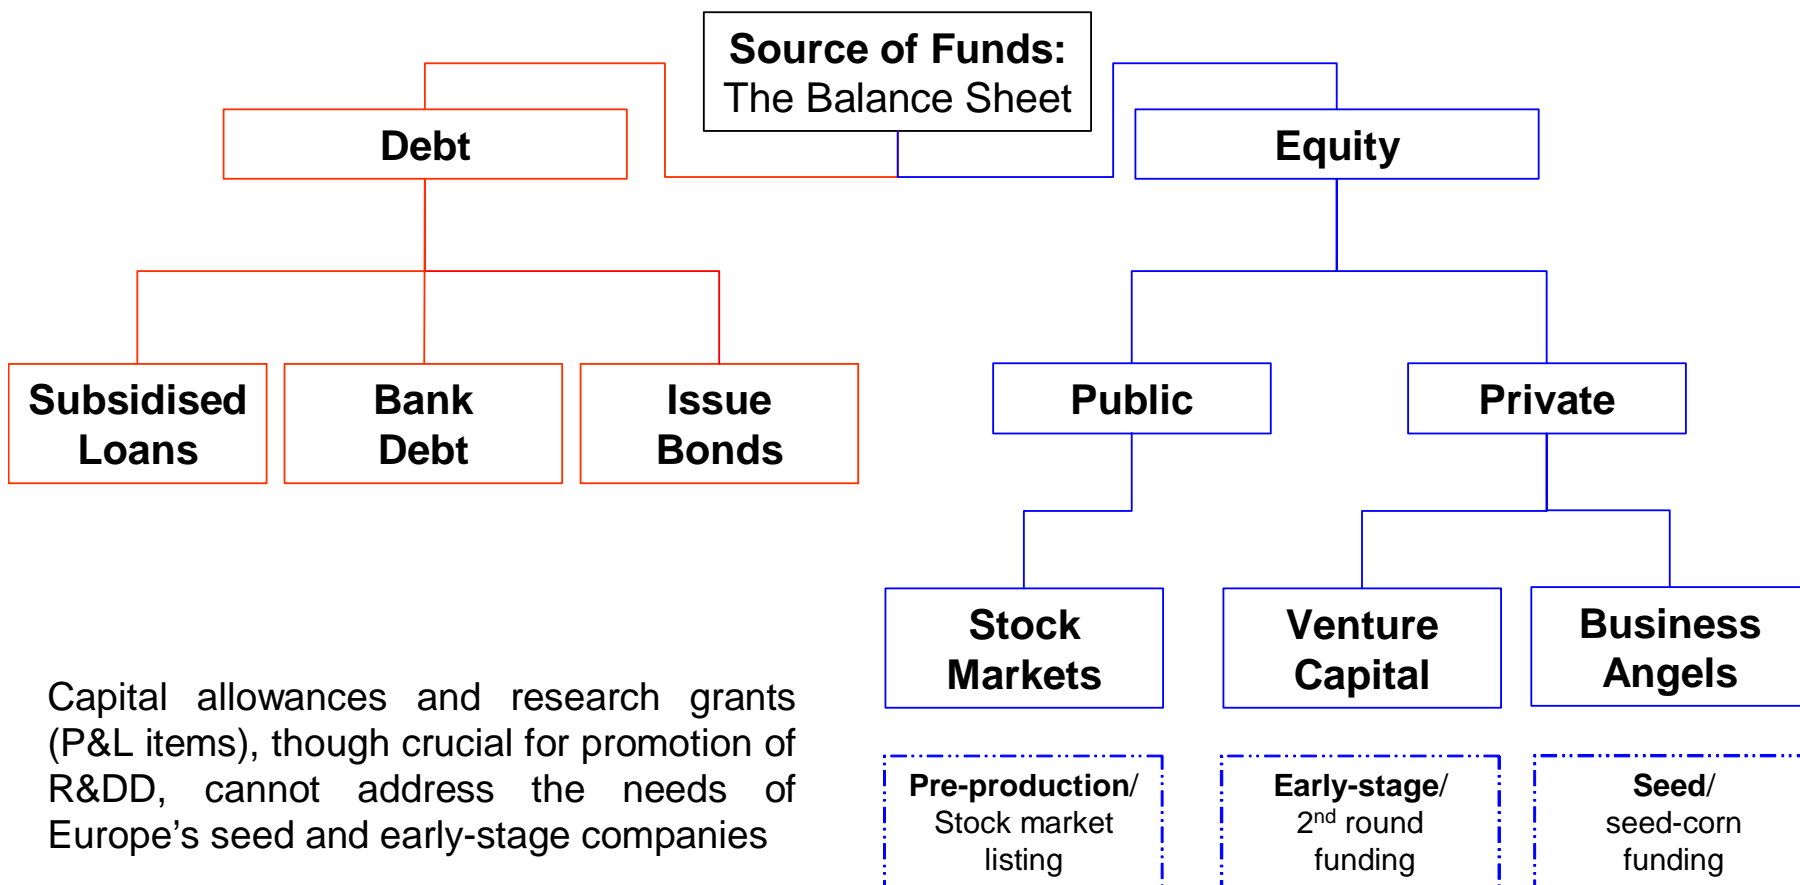 Source of Funds:
The Balance Sheet
Debt
Equity
Subsidised
Loans
Bank
Debt
Issue
Bonds
Public
Private
Stock
Markets
Venture
Capital
Business
Angels
Capital allowances and research grants
(P&L items), though crucial for promotion of
R&DD, cannot address the needs of
Europe’s seed and early-stage companies
Pre-production/
Stock market
listing
Early-stage/
2nd round
funding
Seed/
seed-corn
funding